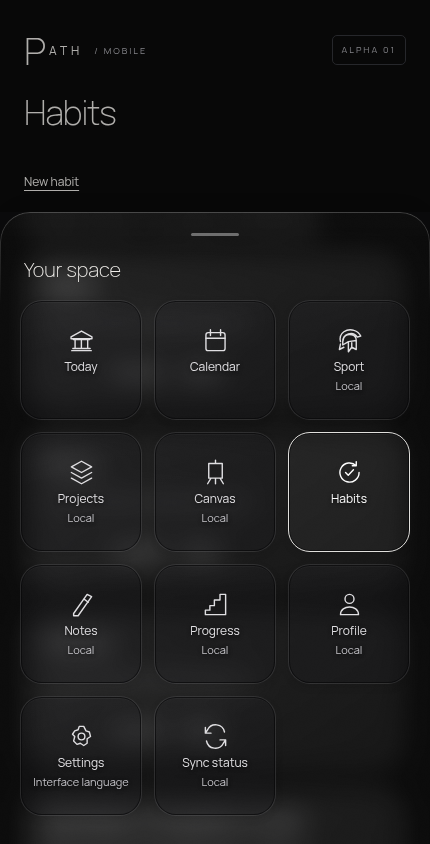 PATH / MOBILE
ALPHA 01
Habits
New habit
Your space
Today
Calendar
Sport
Local
Projects
Local
Canvas
Local
Habits
Notes
Local
Progress
Local
Profile
Local
Settings
Interface language
Sync status
Local